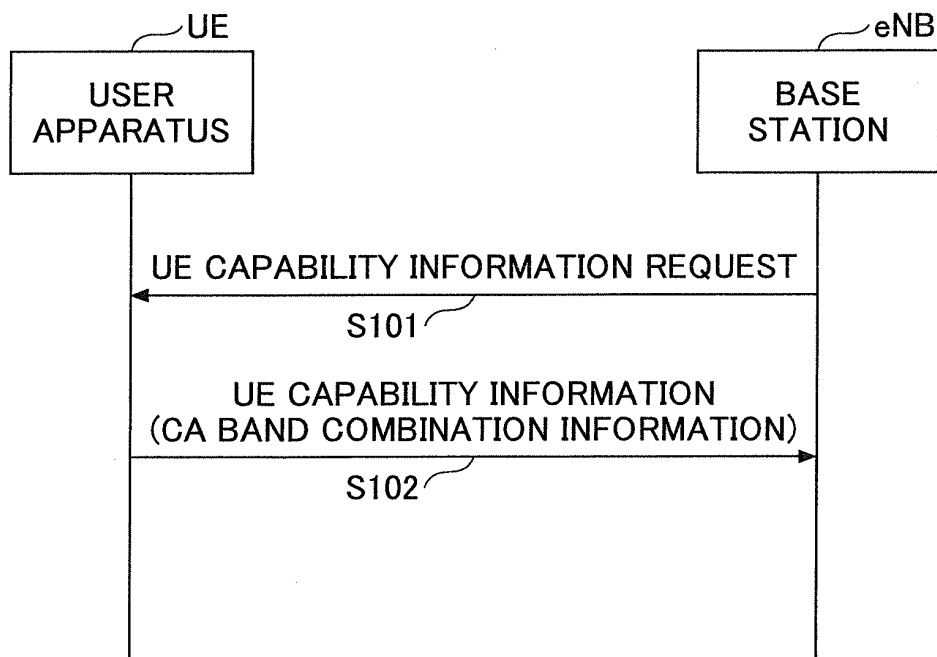 UE
eNB
USER
APPARATUS
BASE
STATION
UE CAPABILITY INFORMATION REQUEST
S101
UE CAPABILITY INFORMATION
(CA BAND COMBINATION INFORMATION)
S102